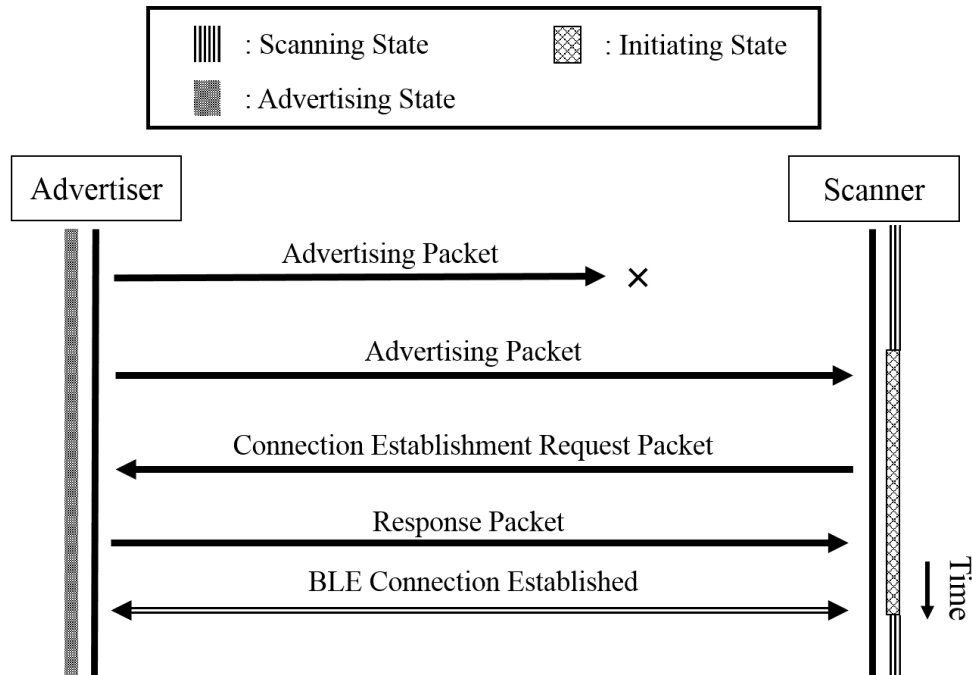 : Scanning State
: Initiating State
: Advertising State
Advertiser
Scanner
Advertising Packet
×
Advertising Packet
Connection Establishment Request Packet
Response Packet
BLE Connection Established
Time